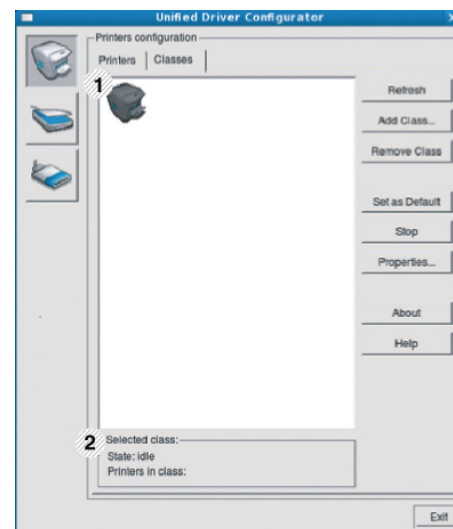 Unified Driver Configurator
Printers configuration
Printers Classes
1
Refresh
Add Class...
Remove Class
Set as Default
Stop
Properties...
About
Help
2 Selected class:
State: idle
Printers in class:
Exit